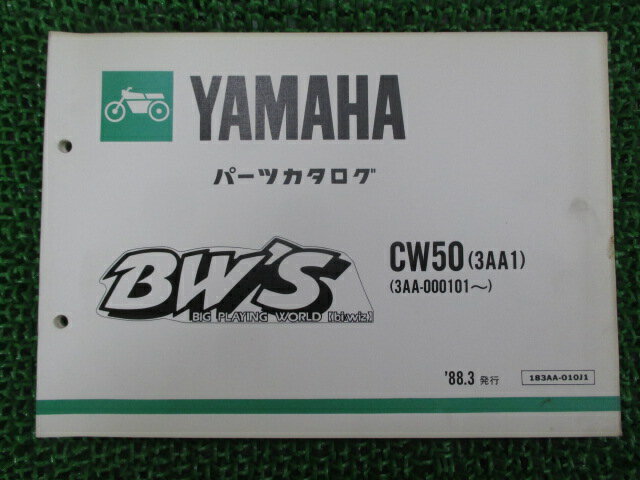 YAMAHA
パーツカタログ
BW'S
BIG PLAYING WORLD [bi:wiz]
CW50 (3AA1)
(3AA-000101～)
'88.3 発行
183AA-010J1